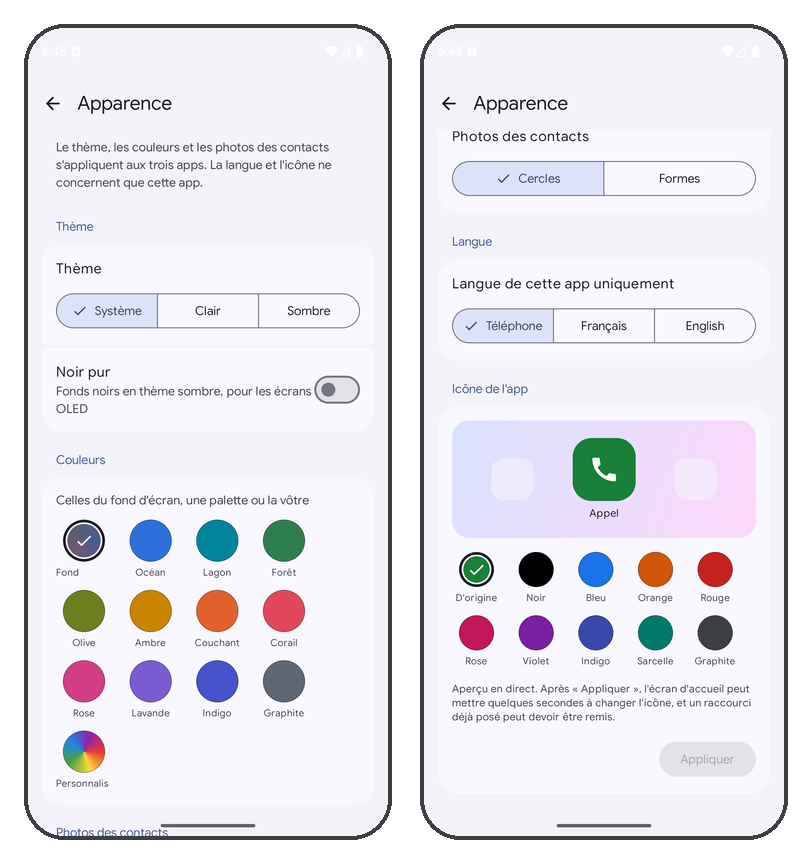 6:45
Apparence
Le thème, les couleurs et les photos des contacts
s'appliquent aux trois apps. La langue et l'icône ne
concernent que cette app.
Thème
Thème
Système
Clair
Sombre
Noir pur
Fonds noirs en thème sombre, pour les écrans
OLED
Couleurs
Celles du fond d'écran, une palette ou la vôtre
Fond
Océan
Lagon
Forêt
Olive
Ambre
Couchant
Corail
Rose
Lavande
Indigo
Graphite
Personnalis
Photos des contacts
6:45
Apparence
Photos des contacts
Cercles
Formes
Langue
Langue de cette app uniquement
Téléphone
Français
English
Icône de l'app
Appel
D'origine
Noir
Bleu
Orange
Rouge
Rose
Violet
Indigo
Sarcelle
Graphite
Aperçu en direct. Après « Appliquer », l'écran d'accueil peut
mettre quelques secondes à changer l'icône, et un raccourci
déjà posé peut devoir être remis.
Appliquer